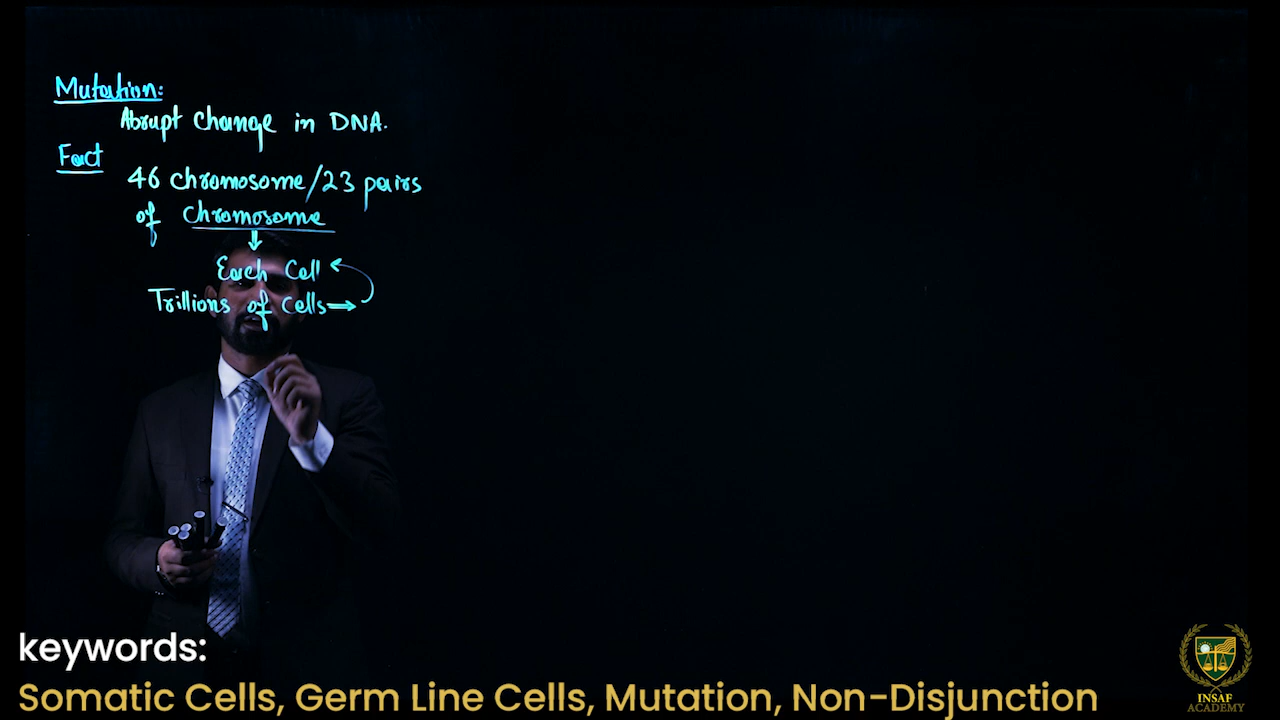 Mutation:
Abrupt change in DNA.
Fact
46 chromosome/23 pairs
of chromosome
Each Cell
Trillions of cells
keywords:
Somatic Cells, Germ Line Cells, Mutation, Non-Disjunction
INSAF
ACADEMY